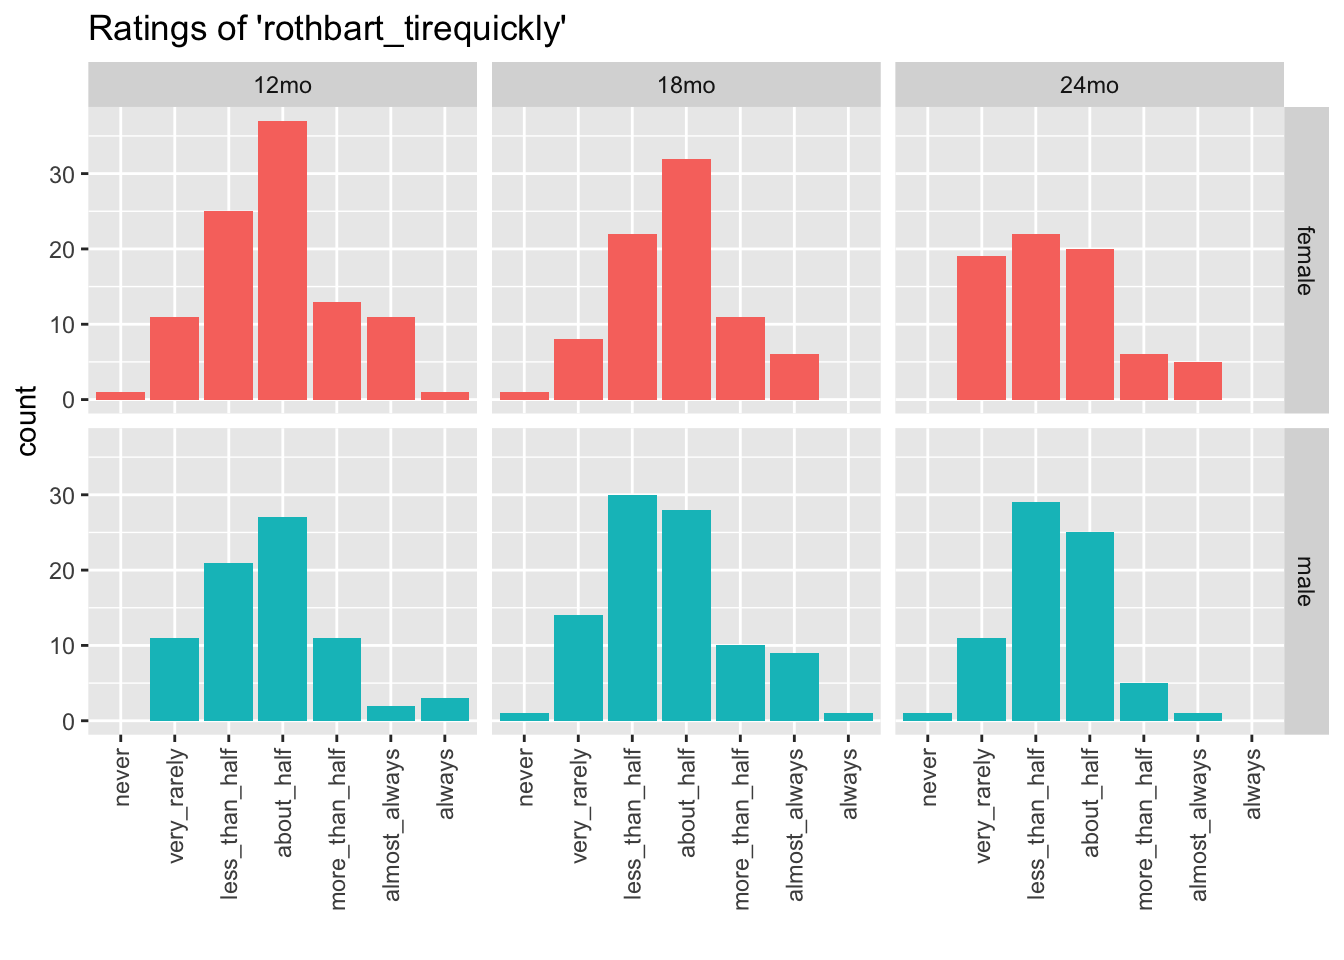 Ratings of 'rothbart_tirequickly'
12mo 18mo 24mo
30
20
10
0
female
count
30
20
10
0
male
never very_rarely less_than_half about_half more_than_half almost_always always
never very_rarely less_than_half about_half more_than_half almost_always always
never very_rarely less_than_half about_half more_than_half almost_always always